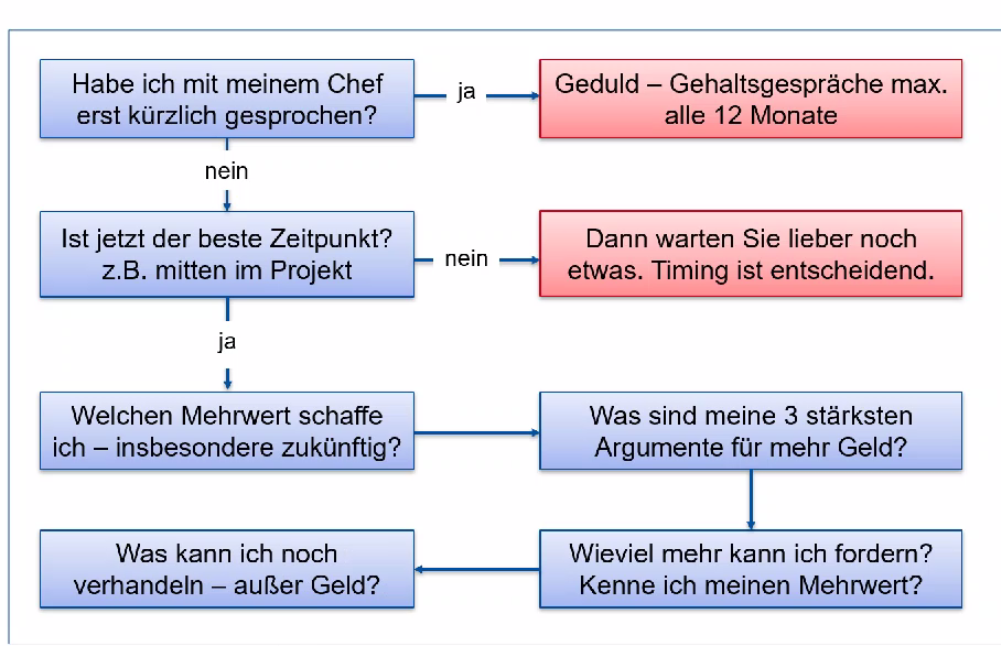 Habe ich mit meinem Chef
erst kürzlich gesprochen?
ja
Geduld – Gehaltsgespräche max.
alle 12 Monate
nein
Ist jetzt der beste Zeitpunkt?
z.B. mitten im Projekt
nein
Dann warten Sie lieber noch
etwas. Timing ist entscheidend.
ja
Welchen Mehrwert schaffe
ich – insbesondere zukünftig?
Was sind meine 3 stärksten
Argumente für mehr Geld?
Wieviel mehr kann ich fordern?
Kenne ich meinen Mehrwert?
Was kann ich noch
verhandeln – außer Geld?